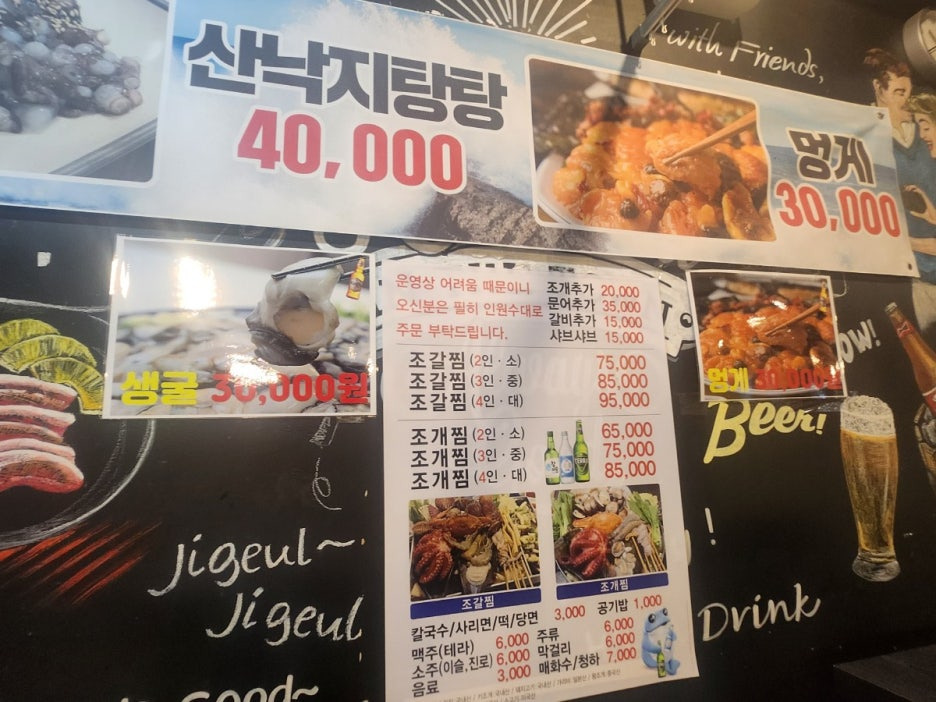 with Friends,
산낙지탕탕
40,000
멍게
30,000
생굴 30,000원
운영상 어려움 때문이니
오신분은 필히 인원수대로
주문 부탁드립니다.
조개추가 20,000
문어추가 35,000
갈비추가 15,000
샤브샤브 15,000
조갈찜 (2인·소) 75,000
조갈찜 (3인·중) 85,000
조갈찜 (4인·대) 95,000
조개찜 (2인·소) 65,000
조개찜 (3인·중) 75,000
조개찜 (4인·대) 85,000
조갈찜
조개찜
칼국수/사리면/떡/당면 3,000 공기밥 1,000
맥주(테라) 6,000
소주(이슬,진로) 6,000
음료 3,000
주류 6,000
막걸리 6,000
매화수/청하 7,000
멍게 30,000원
OW!
Beer!
Jigeul~
Jigeul
Good~
!
Drink